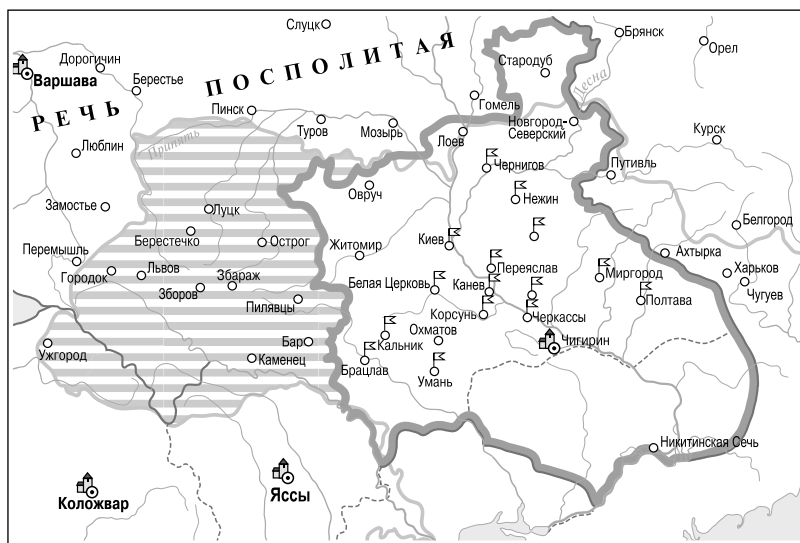 Слуцк
Брянск
Орел
РЕЧЬ ПОСПОЛИТАЯ
Варшава
Дорогичин
Берестье
Стародуб
Десна
Гомель
Пинск
Туров
Мозырь
Лоев
Новгород-
Северский
Курск
Люблин
Припять
Чернигов
Путивль
Овруч
Нежин
Замостье
Луцк
Белгород
Берестечко
Острог
Житомир
Киев
Ахтырка
Перемышль
Городок
Львов
Збараж
Переяслав
Миргород
Харьков
Белая Церковь
Канев
Чугуев
Зборов
Пилявцы
Полтава
Корсунь
Черкассы
Охматов
Ужгород
Бар
Кальник
Чигирин
Каменец
Брацлав
Умань
Никитинская Сечь
Коложвар
Яссы